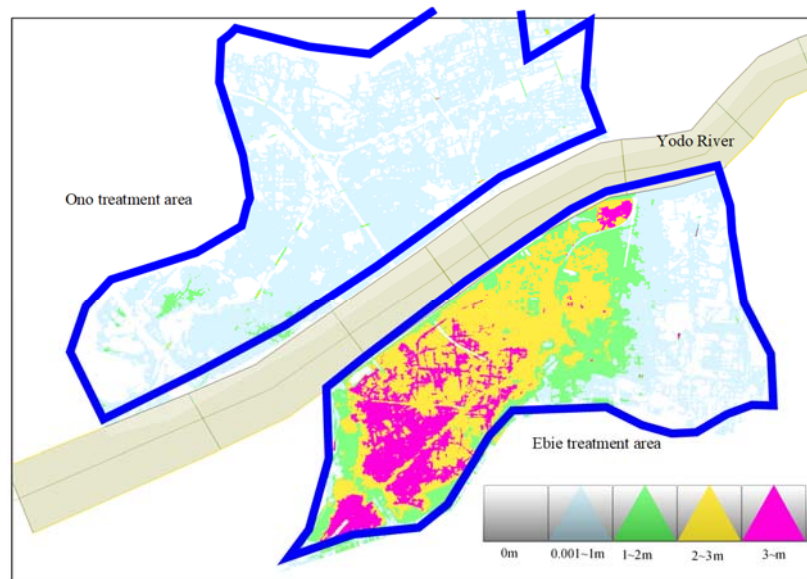 Yodo River
Ono treatment area
Ebie treatment area
0m 0.001~1m 1~2m 2~3m 3~m